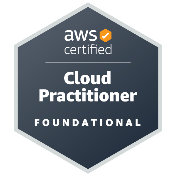 aws
certified
Cloud
Practitioner
FOUNDATIONAL